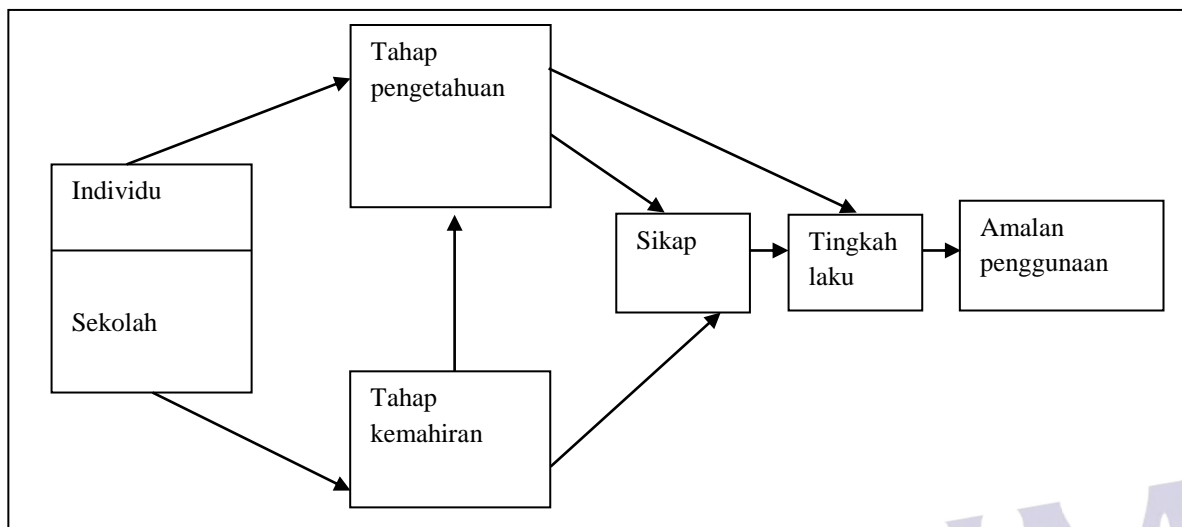 Tahap
pengetahuan
Individu
Sekolah
Sikap
Tingkah
laku
Amalan
penggunaan
Tahap
kemahiran